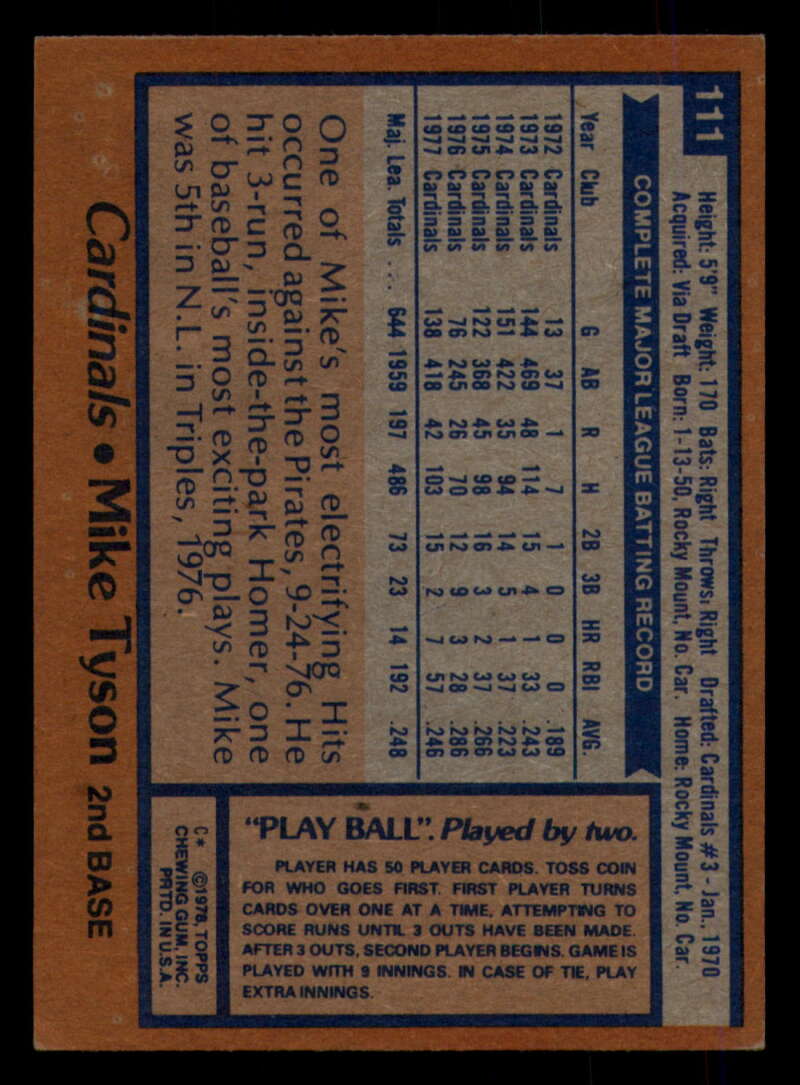 111
Height: 5'9" Weight: 170 Bats: Right Throws: Right Drafted: Cardinals #3-Jan., 1970
Acquired: Via Draft Born: 1-13-50, Rocky Mount, No. Car. Home: Rocky Mount, No. Car.
COMPLETE MAJOR LEAGUE BATTING RECORD
Year Club G AB R H 2B 3B HR RBI AVG.
1972 Cardinals 13 37 1 7 1 0 0 0 .189
1973 Cardinals 144 469 48 114 15 4 1 33 .243
1974 Cardinals 151 422 35 94 14 5 1 37 .223
1975 Cardinals 122 368 45 98 16 3 2 37 .266
1976 Cardinals 76 245 26 70 12 9 3 28 .286
1977 Cardinals 138 418 42 103 15 2 7 57 .246
Maj. Lea. Totals ... 644 1959 197 486 73 23 14 192 .248
One of Mike's most electrifying Hits
occurred against the Pirates, 9-24-76. He
hit 3-run, inside-the-park Homer, one
of baseball's most exciting plays. Mike
was 5th in N.L. in Triples, 1976.
Cardinals • Mike Tyson 2nd BASE
"PLAY BALL". Played by two.
PLAYER HAS 50 PLAYER CARDS. TOSS COIN
FOR WHO GOES FIRST. FIRST PLAYER TURNS
CARDS OVER ONE AT A TIME, ATTEMPTING TO
SCORE RUNS UNTIL 3 OUTS HAVE BEEN MADE.
AFTER 3 OUTS, SECOND PLAYER BEGINS. GAME IS
PLAYED WITH 9 INNINGS. IN CASE OF TIE, PLAY
EXTRA INNINGS.
C* ©1978, TOPPS
CHEWING GUM, INC.
PRTD. IN U.S.A.